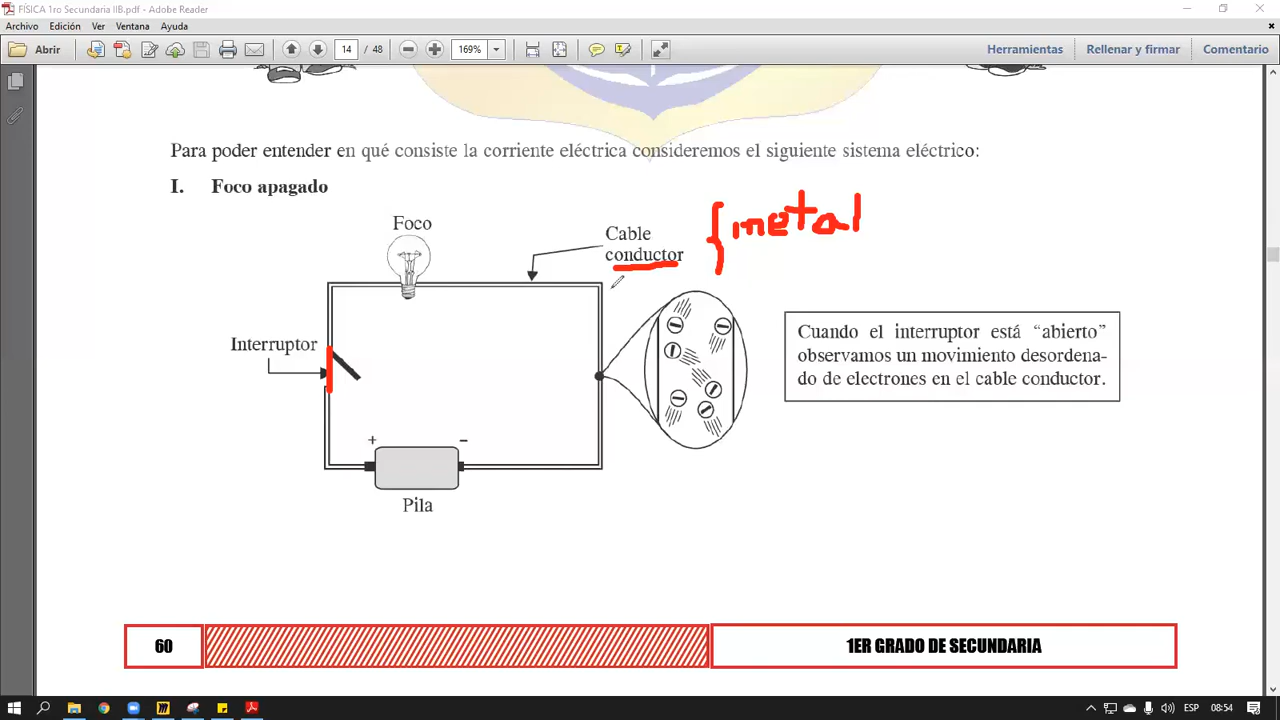 FÍSICA 1ro Secundaria IIB.pdf - Adobe Reader
Archivo Edición Ver Ventana Ayuda
Abrir 14 / 48 169% Herramientas Rellenar y firmar Comentario
Para poder entender en qué consiste la corriente eléctrica consideremos el siguiente sistema eléctrico:
I. Foco apagado
Foco
Cable
conductor
{metal
Interruptor
Cuando el interruptor está “abierto”
observamos un movimiento desordena-
do de electrones en el cable conductor.
+ −
Pila
60 1ER GRADO DE SECUNDARIA
ESP 08:54